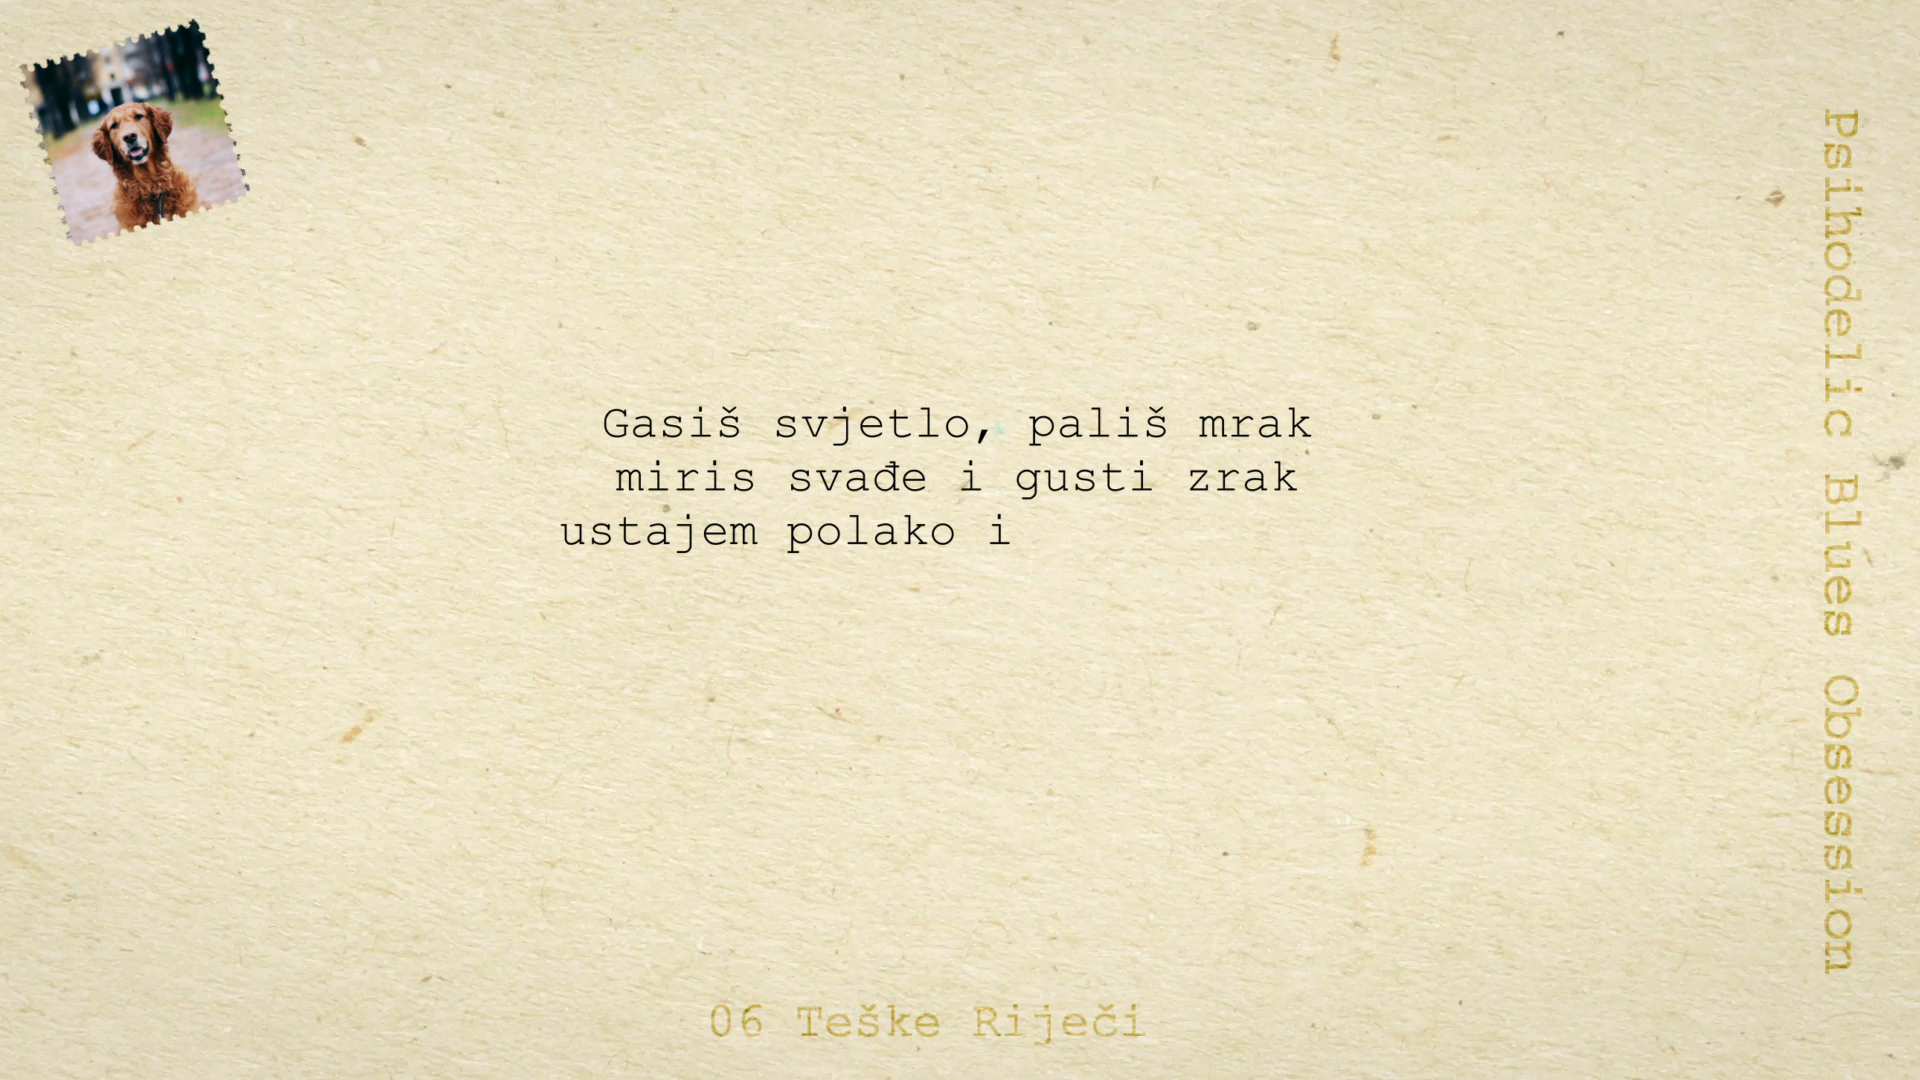 Gasiš svjetlo, pališ mrak
miris svađe i gusti zrak
ustajem polako i
Psihodelic Blues Obsession
06 Teške Riječi